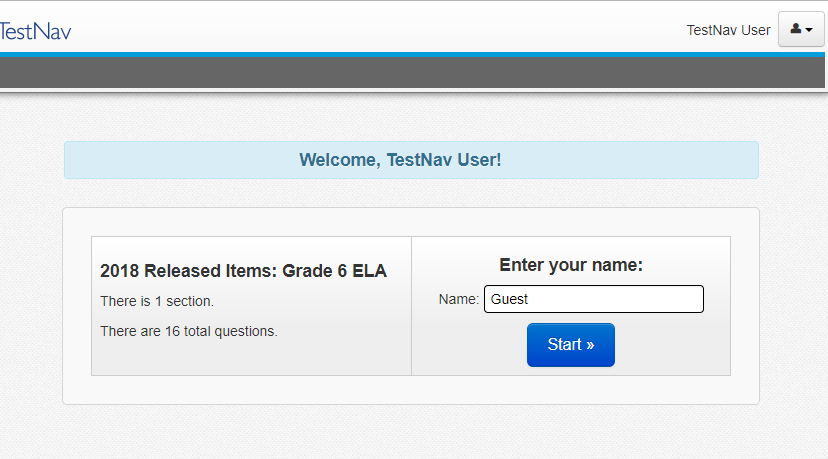 TestNav
TestNav User
Welcome, TestNav User!
2018 Released Items: Grade 6 ELA
There is 1 section.
There are 16 total questions.
Enter your name:
Name: Guest
Start »